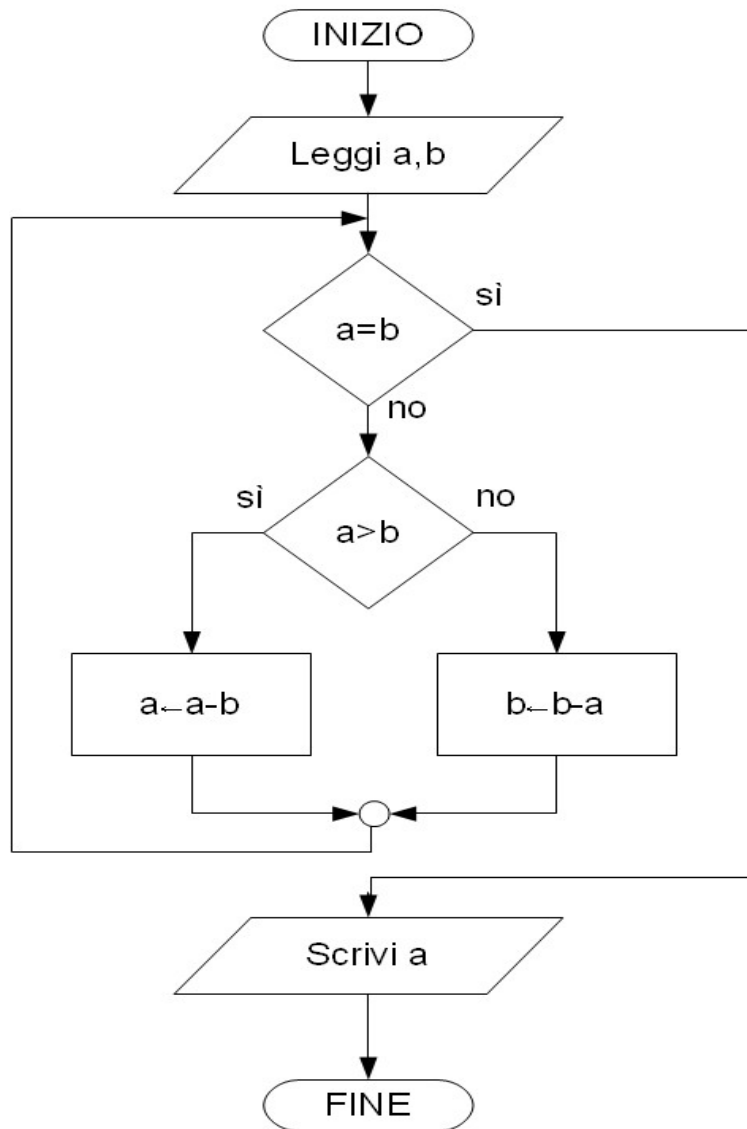 INIZIO
Leggi a,b
sì
a=b
no
sì
no
a>b
a←a-b
b←b-a
Scrivi a
FINE